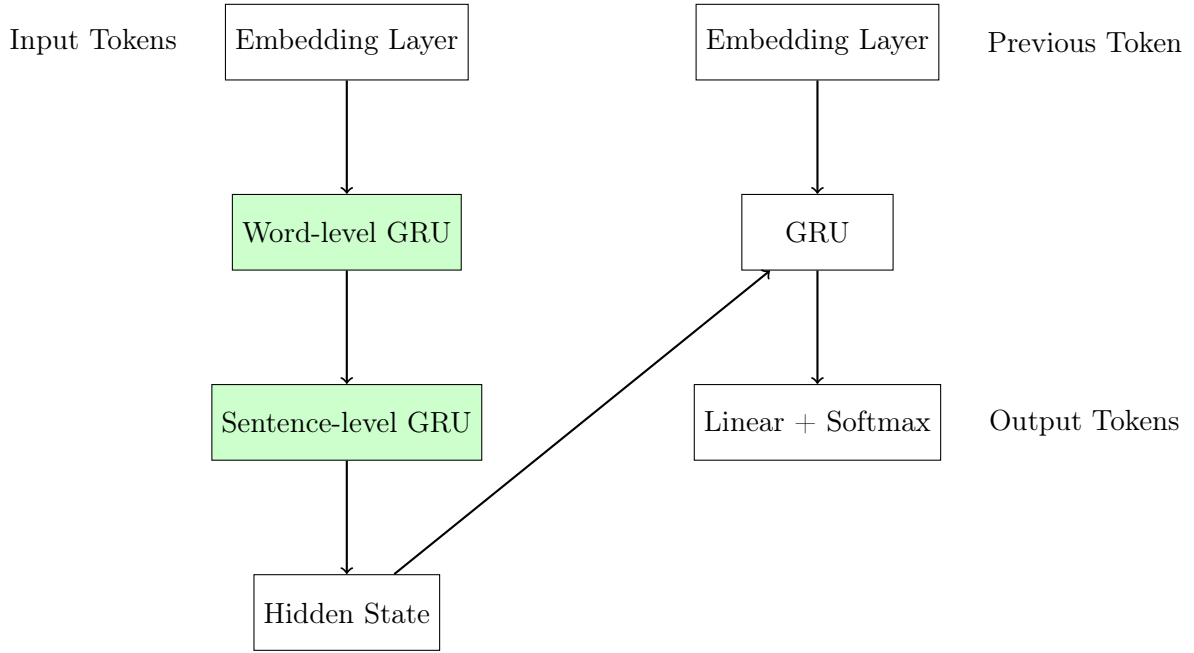 Input Tokens
Embedding Layer
Embedding Layer
Previous Token
Word-level GRU
GRU
Sentence-level GRU
Linear + Softmax
Output Tokens
Hidden State